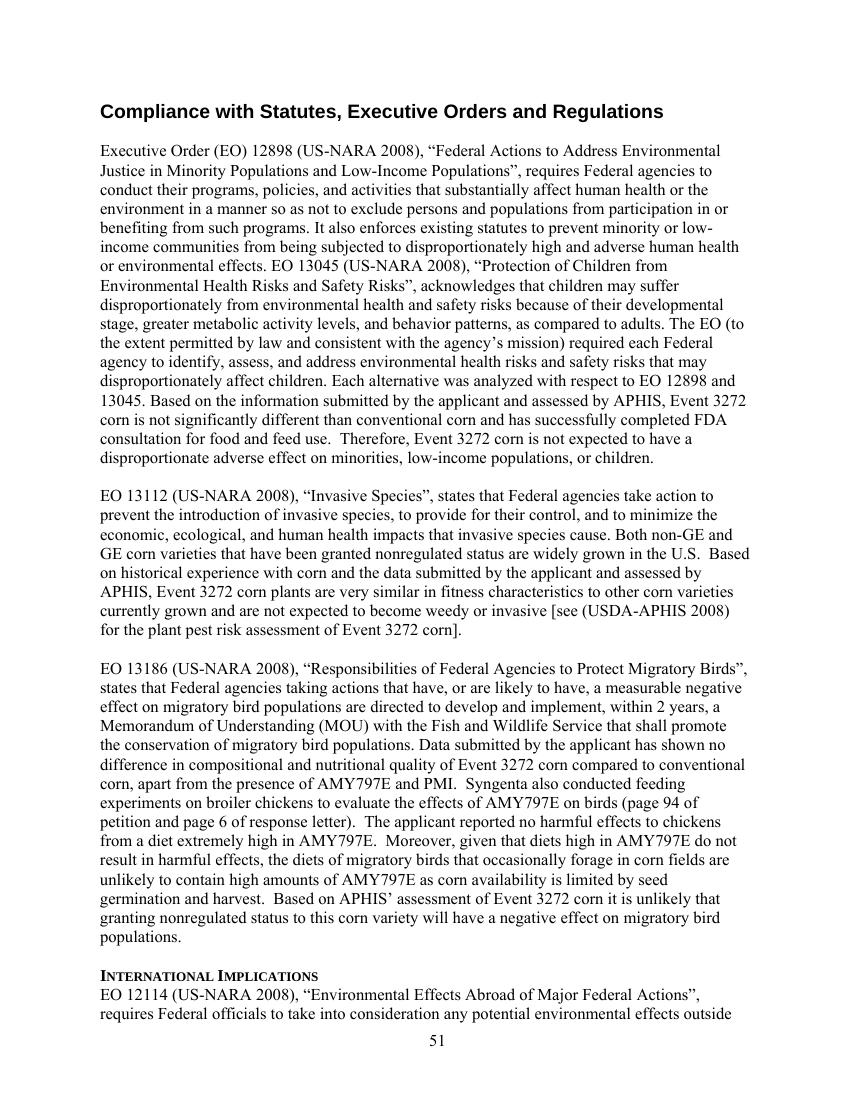 Compliance with Statutes, Executive Orders and Regulations
Executive Order (EO) 12898 (US-NARA 2008), “Federal Actions to Address Environmental
Justice in Minority Populations and Low-Income Populations”, requires Federal agencies to
conduct their programs, policies, and activities that substantially affect human health or the
environment in a manner so as not to exclude persons and populations from participation in or
benefiting from such programs. It also enforces existing statutes to prevent minority or low-
income communities from being subjected to disproportionately high and adverse human health
or environmental effects. EO 13045 (US-NARA 2008), “Protection of Children from
Environmental Health Risks and Safety Risks”, acknowledges that children may suffer
disproportionately from environmental health and safety risks because of their developmental
stage, greater metabolic activity levels, and behavior patterns, as compared to adults. The EO (to
the extent permitted by law and consistent with the agency’s mission) required each Federal
agency to identify, assess, and address environmental health risks and safety risks that may
disproportionately affect children. Each alternative was analyzed with respect to EO 12898 and
13045. Based on the information submitted by the applicant and assessed by APHIS, Event 3272
corn is not significantly different than conventional corn and has successfully completed FDA
consultation for food and feed use.  Therefore, Event 3272 corn is not expected to have a
disproportionate adverse effect on minorities, low-income populations, or children.
EO 13112 (US-NARA 2008), “Invasive Species”, states that Federal agencies take action to
prevent the introduction of invasive species, to provide for their control, and to minimize the
economic, ecological, and human health impacts that invasive species cause. Both non-GE and
GE corn varieties that have been granted nonregulated status are widely grown in the U.S.  Based
on historical experience with corn and the data submitted by the applicant and assessed by
APHIS, Event 3272 corn plants are very similar in fitness characteristics to other corn varieties
currently grown and are not expected to become weedy or invasive [see (USDA-APHIS 2008)
for the plant pest risk assessment of Event 3272 corn].
EO 13186 (US-NARA 2008), “Responsibilities of Federal Agencies to Protect Migratory Birds”,
states that Federal agencies taking actions that have, or are likely to have, a measurable negative
effect on migratory bird populations are directed to develop and implement, within 2 years, a
Memorandum of Understanding (MOU) with the Fish and Wildlife Service that shall promote
the conservation of migratory bird populations. Data submitted by the applicant has shown no
difference in compositional and nutritional quality of Event 3272 corn compared to conventional
corn, apart from the presence of AMY797E and PMI.  Syngenta also conducted feeding
experiments on broiler chickens to evaluate the effects of AMY797E on birds (page 94 of
petition and page 6 of response letter).  The applicant reported no harmful effects to chickens
from a diet extremely high in AMY797E.  Moreover, given that diets high in AMY797E do not
result in harmful effects, the diets of migratory birds that occasionally forage in corn fields are
unlikely to contain high amounts of AMY797E as corn availability is limited by seed
germination and harvest.  Based on APHIS’ assessment of Event 3272 corn it is unlikely that
granting nonregulated status to this corn variety will have a negative effect on migratory bird
populations.
INTERNATIONAL IMPLICATIONS
EO 12114 (US-NARA 2008), “Environmental Effects Abroad of Major Federal Actions”,
requires Federal officials to take into consideration any potential environmental effects outside
51